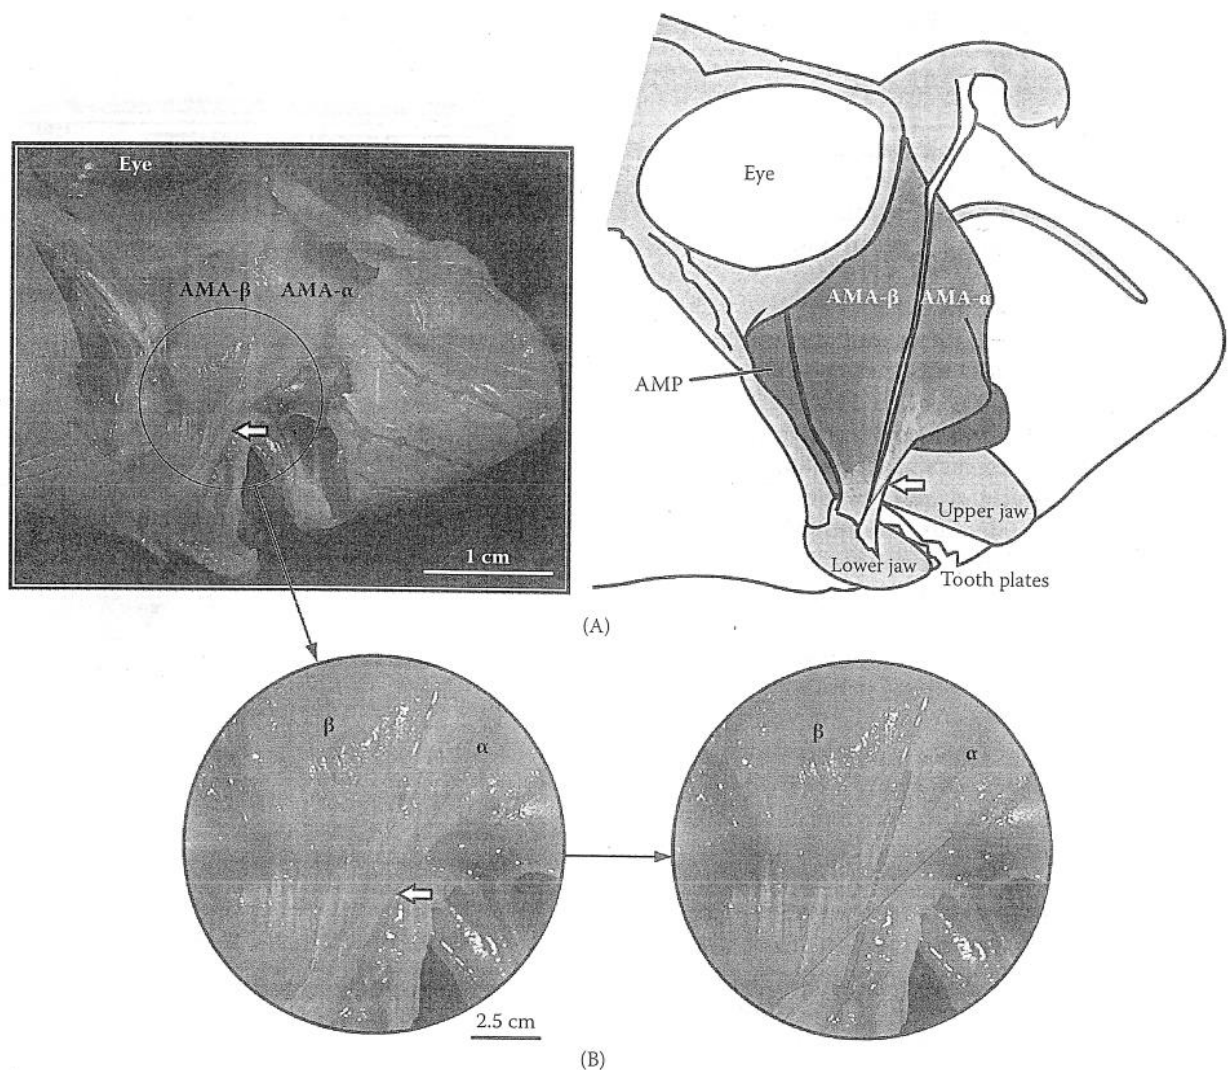 Eye
AMA-β
AMA-α
1 cm
Eye
AMA-β
AMA-α
AMP
Upper jaw
Lower jaw
Tooth plates
(A)
β
α
β
α
2.5 cm
(B)